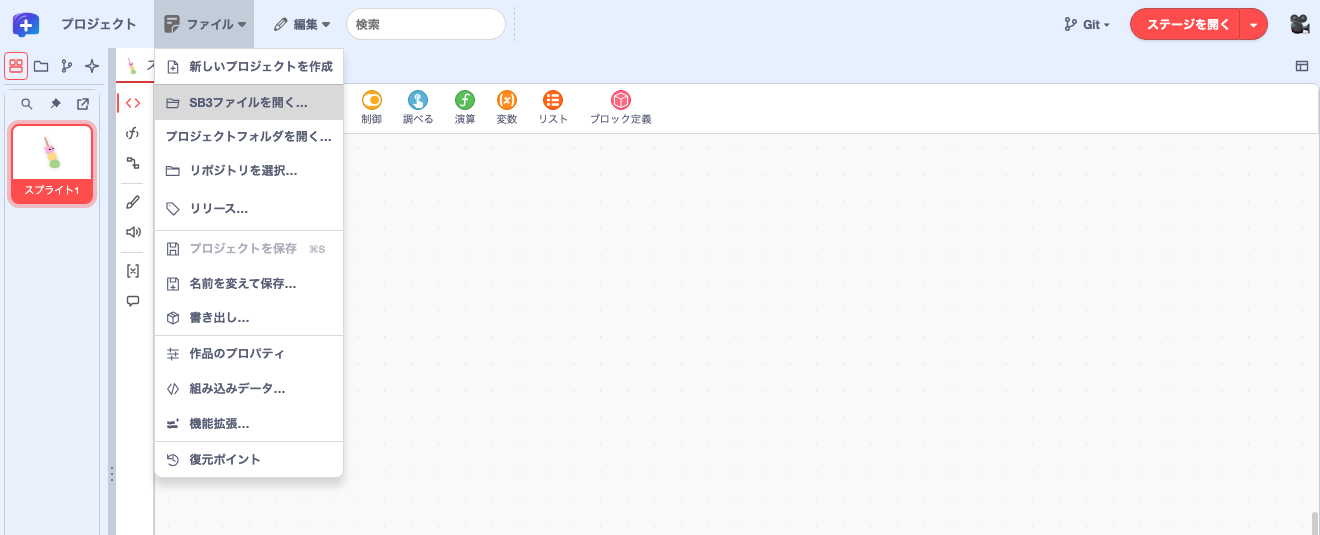 プロジェクト
ファイル
編集
検索
Git
ステージを開く
ス
新しいプロジェクトを作成
SB3ファイルを開く...
プロジェクトフォルダを開く...
リポジトリを選択...
リリース...
プロジェクトを保存 ⌘S
名前を変えて保存...
書き出し...
作品のプロパティ
組み込みデータ...
機能拡張...
復元ポイント
制御
調べる
演算
変数
リスト
ブロック定義
スプライト1